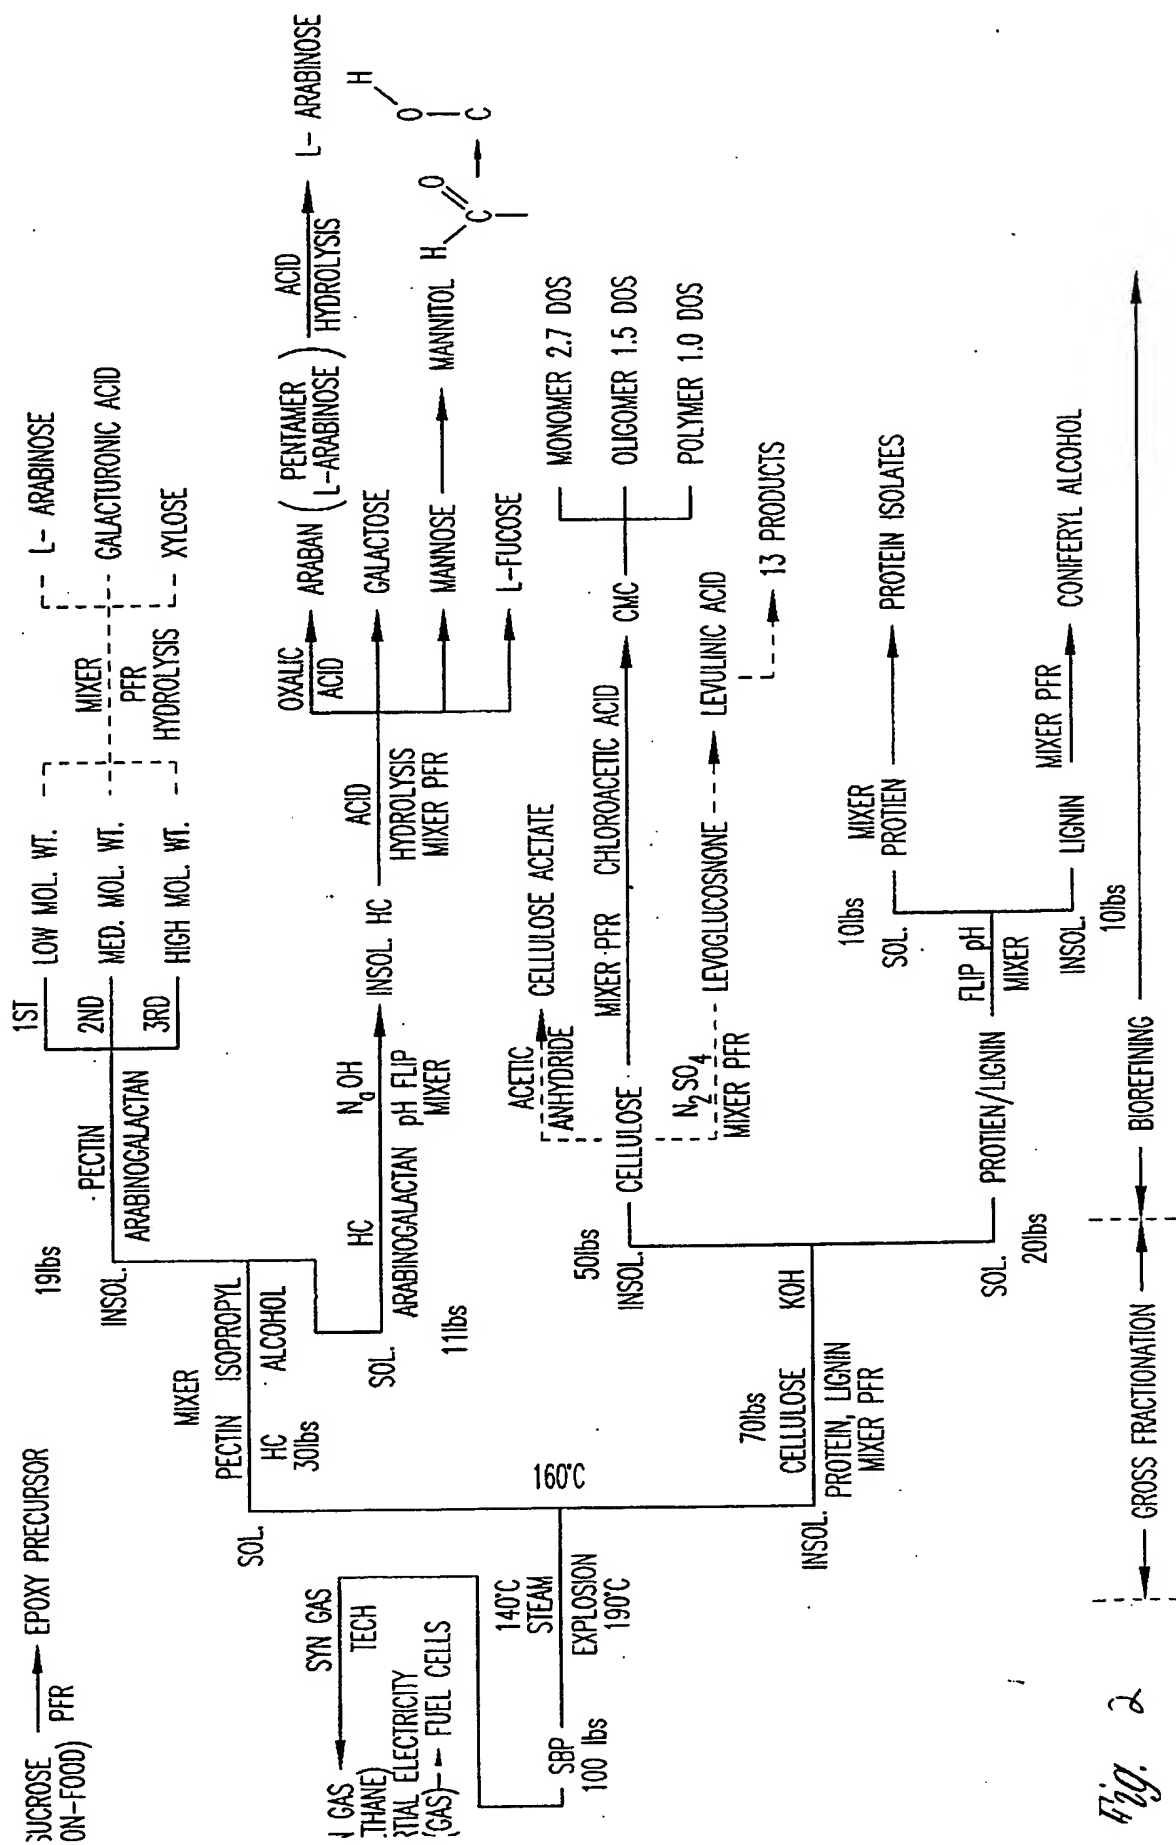 SUCROSE
PFR
EPOXY PRECURSOR
ON-FOOD)
SYN GAS
TECH
N GAS
THANE)
RTIAL ELECTRICITY
(GAS)
FUEL CELLS
SBP
100 lbs
140°C
STEAM
EXPLOSION
190°C
160°C
SOL.
MIXER
PECTIN ISOPROPYL
HC ALCOHOL
30lbs
19lbs
INSOL.
PECTIN
ARABINOGALACTAN
1ST
LOW MOL. WT.
2ND
MED. MOL. WT.
3RD
HIGH MOL. WT.
MIXER
PFR
HYDROLYSIS
L- ARABINOSE
GALACTURONIC ACID
XYLOSE
SOL.
11lbs
HC
ARABINOGALACTAN
NaOH
pH FLIP
MIXER
INSOL. HC
ACID
HYDROLYSIS
MIXER PFR
OXALIC
ACID
ARABAN
(PENTAMER
L-ARABINOSE)
ACID
HYDROLYSIS
L- ARABINOSE
GALACTOSE
MANNOSE
MANNITOL
L-FUCOSE
H
C
O
C
O
H
INSOL.
70lbs
CELLULOSE KOH
PROTEIN, LIGNIN
MIXER PFR
50lbs
INSOL.
CELLULOSE
ACETIC
ANHYDRIDE
CELLULOSE ACETATE
MIXER PFR CHLOROACETIC ACID
CMC
MONOMER 2.7 DOS
OLIGOMER 1.5 DOS
POLYMER 1.0 DOS
N2SO4
MIXER PFR
LEVOGLUCOSNONE
LEVULINIC ACID
13 PRODUCTS
SOL.
20lbs
PROTIEN/LIGNIN
FLIP pH
MIXER
10lbs
SOL.
MIXER
PROTIEN
PROTEIN ISOLATES
INSOL.
10lbs
LIGNIN
MIXER PFR
CONIFERYL ALCOHOL
GROSS FRACTIONATION
BIOREFINING
Fig. 2